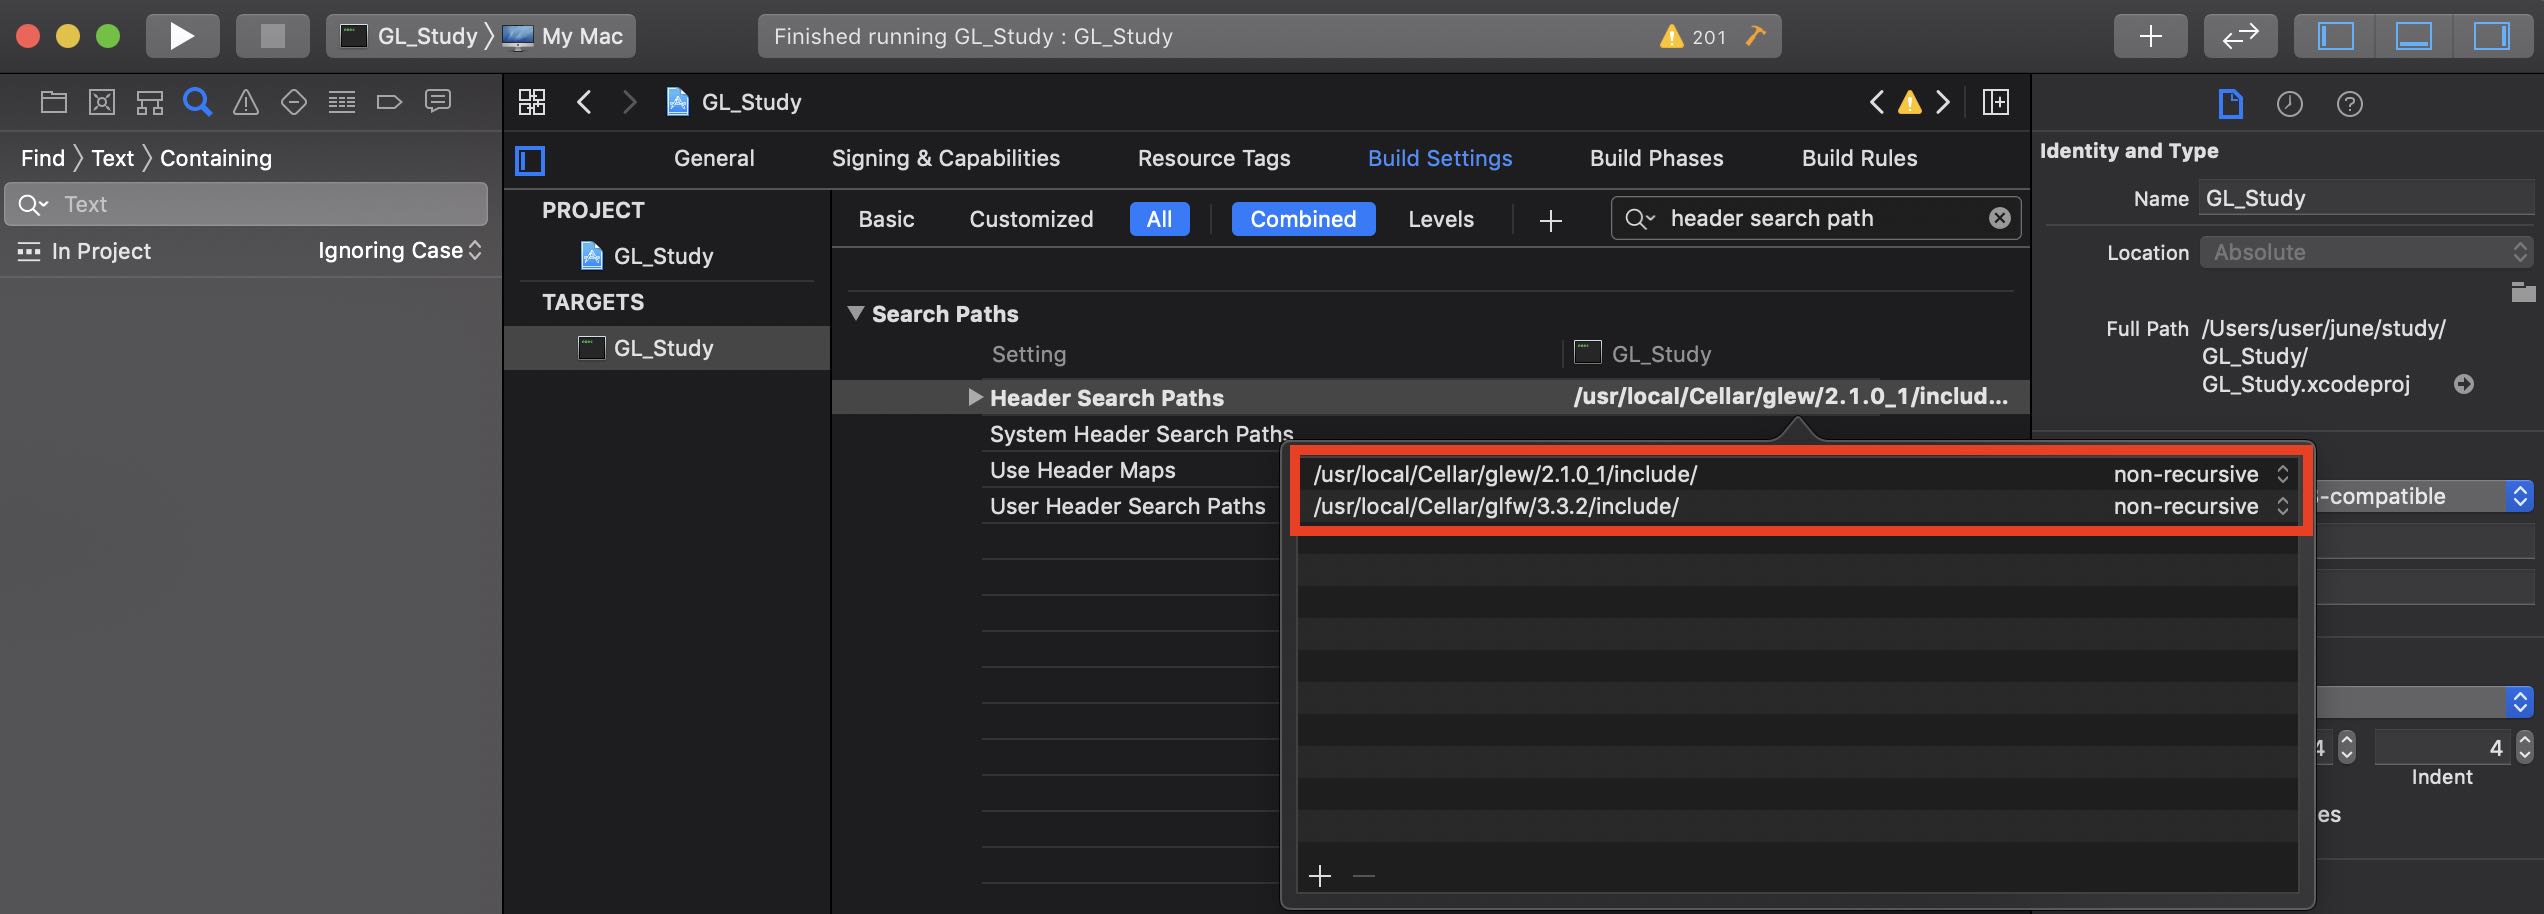 GL_Study 〉 My Mac
Finished running GL_Study : GL_Study
201
GL_Study
Find 〉 Text 〉 Containing
Text
In Project
Ignoring Case
General
Signing & Capabilities
Resource Tags
Build Settings
Build Phases
Build Rules
PROJECT
GL_Study
TARGETS
GL_Study
Basic
Customized
All
Combined
Levels
header search path
Search Paths
Setting
GL_Study
Header Search Paths
/usr/local/Cellar/glew/2.1.0_1/includ...
System Header Search Paths
Use Header Maps
User Header Search Paths
/usr/local/Cellar/glew/2.1.0_1/include/ non-recursive
/usr/local/Cellar/glfw/3.3.2/include/ non-recursive
Identity and Type
Name GL_Study
Location Absolute
Full Path /Users/user/june/study/
GL_Study/
GL_Study.xcodeproj
-compatible
4
4
Indent
es